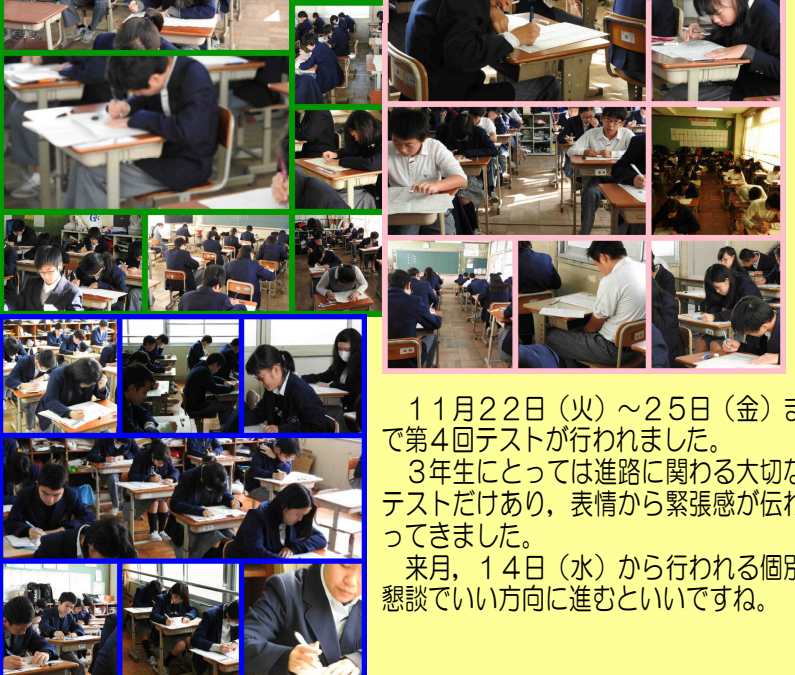 １１月２２日（火）～２５日（金）ま
で第４回テストが行われました。
　３年生にとっては進路に関わる大切な
テストだけあり，表情から緊張感が伝わ
ってきました。
　来月，１４日（水）から行われる個別
懇談でいい方向に進むといいですね。